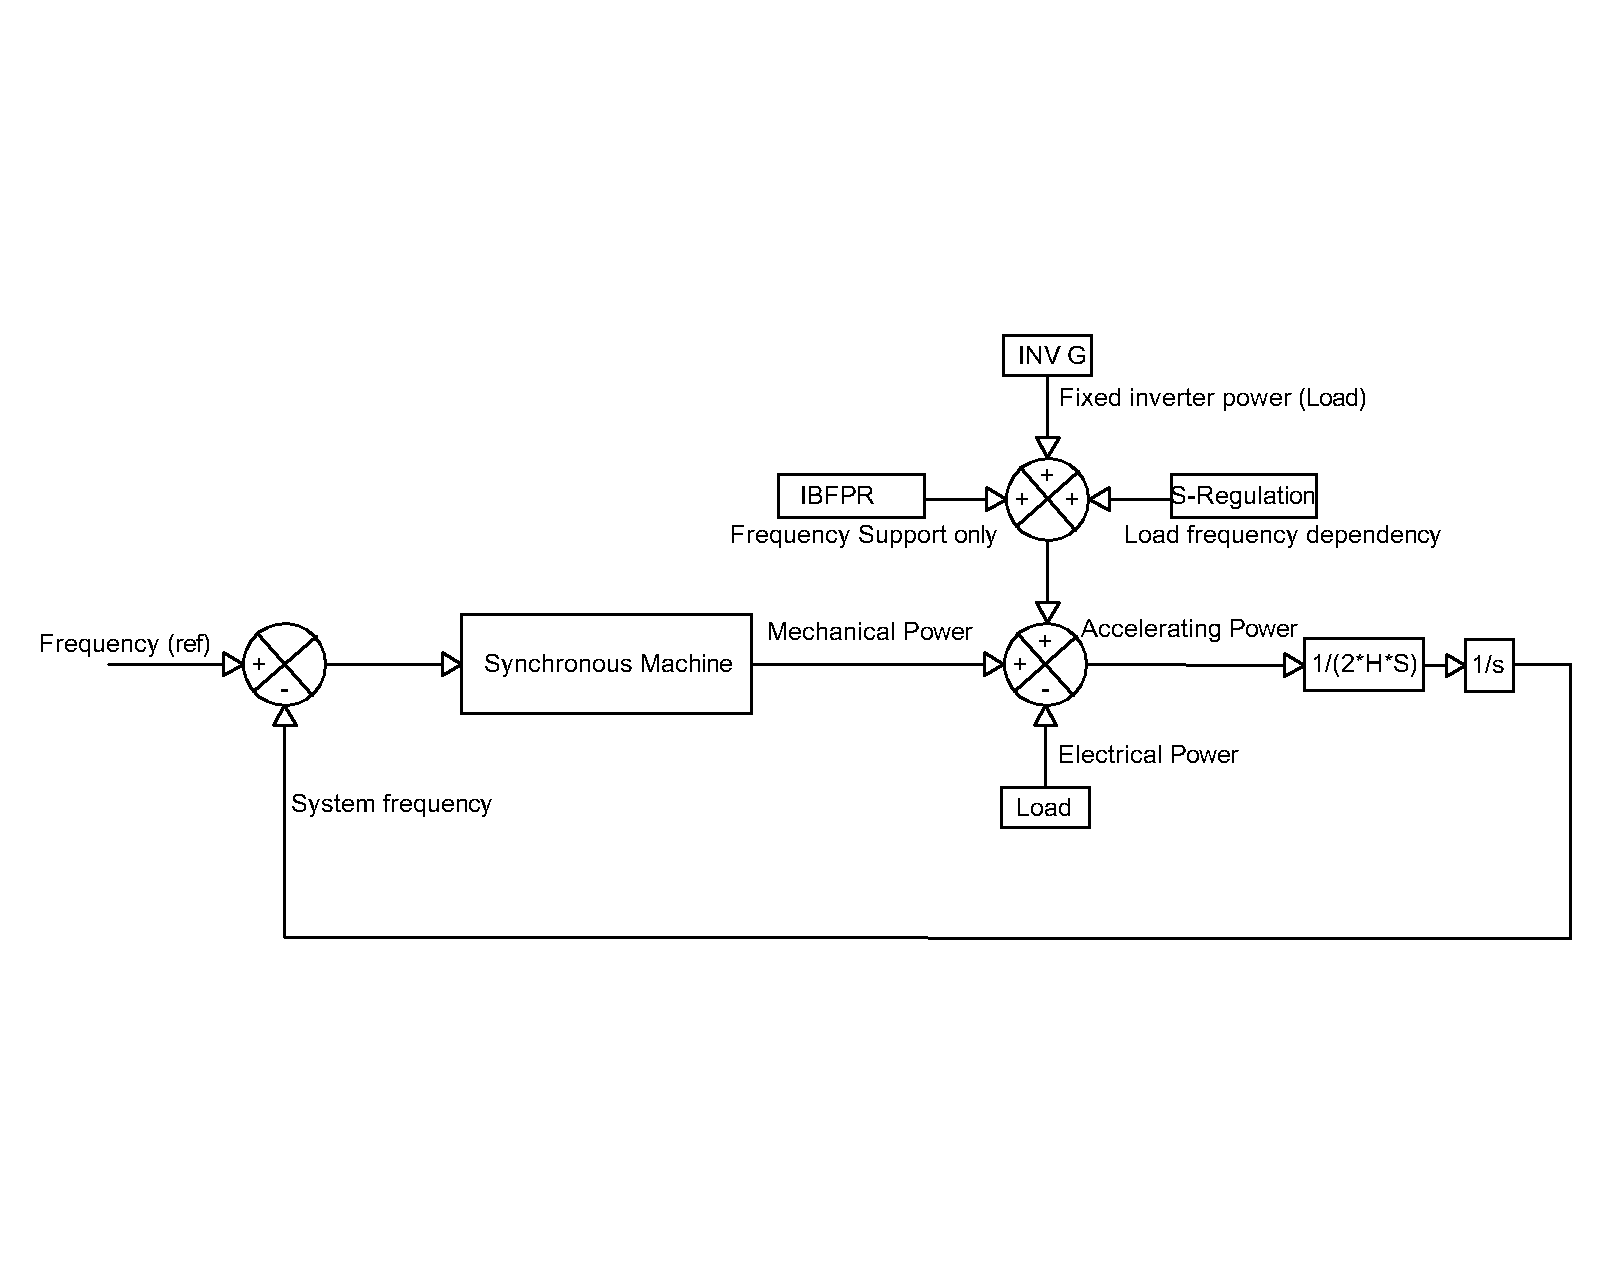 INV G
Fixed inverter power (Load)
+
IBFPR
+
+
S-Regulation
Frequency Support only
Load frequency dependency
Frequency (ref)
+
-
Synchronous Machine
Mechanical Power
+
+
-
Accelerating Power
1/(2*H*S)
1/s
Electrical Power
System frequency
Load